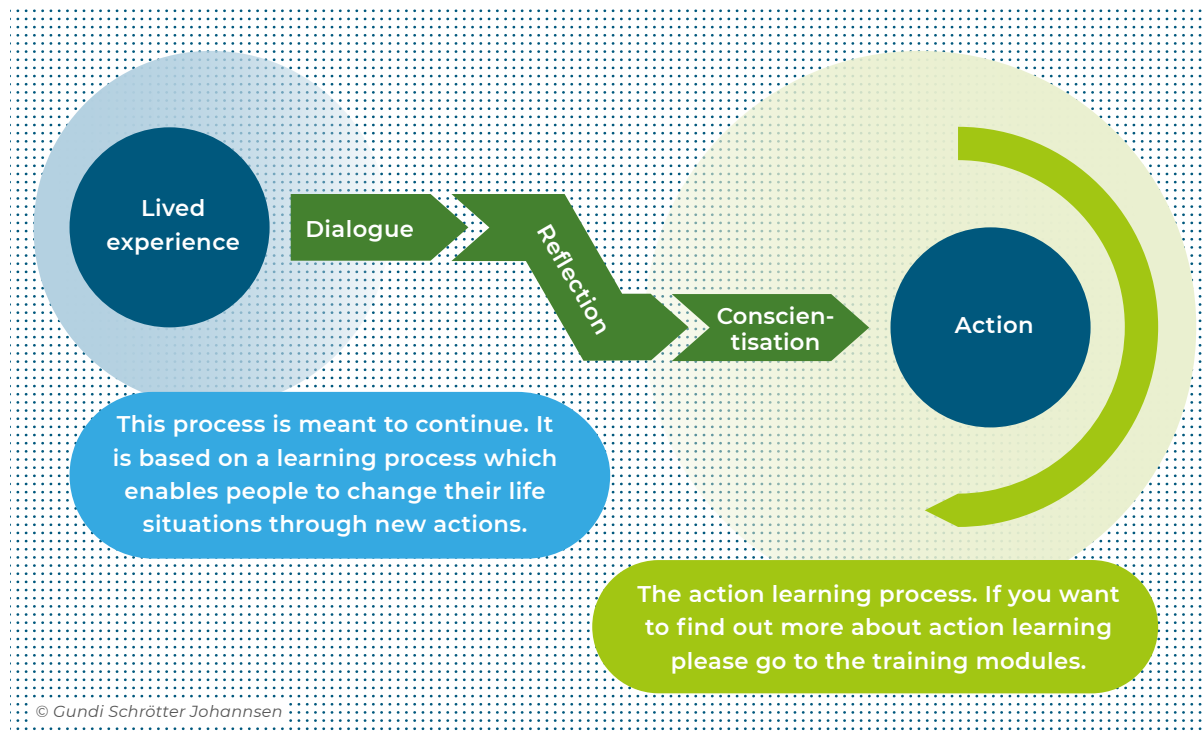 Lived
experience
Dialogue
Reflection
Conscien-
tisation
Action
This process is meant to continue. It
is based on a learning process which
enables people to change their life
situations through new actions.
The action learning process. If you want
to find out more about action learning
please go to the training modules.
© Gundi Schrötter Johannsen